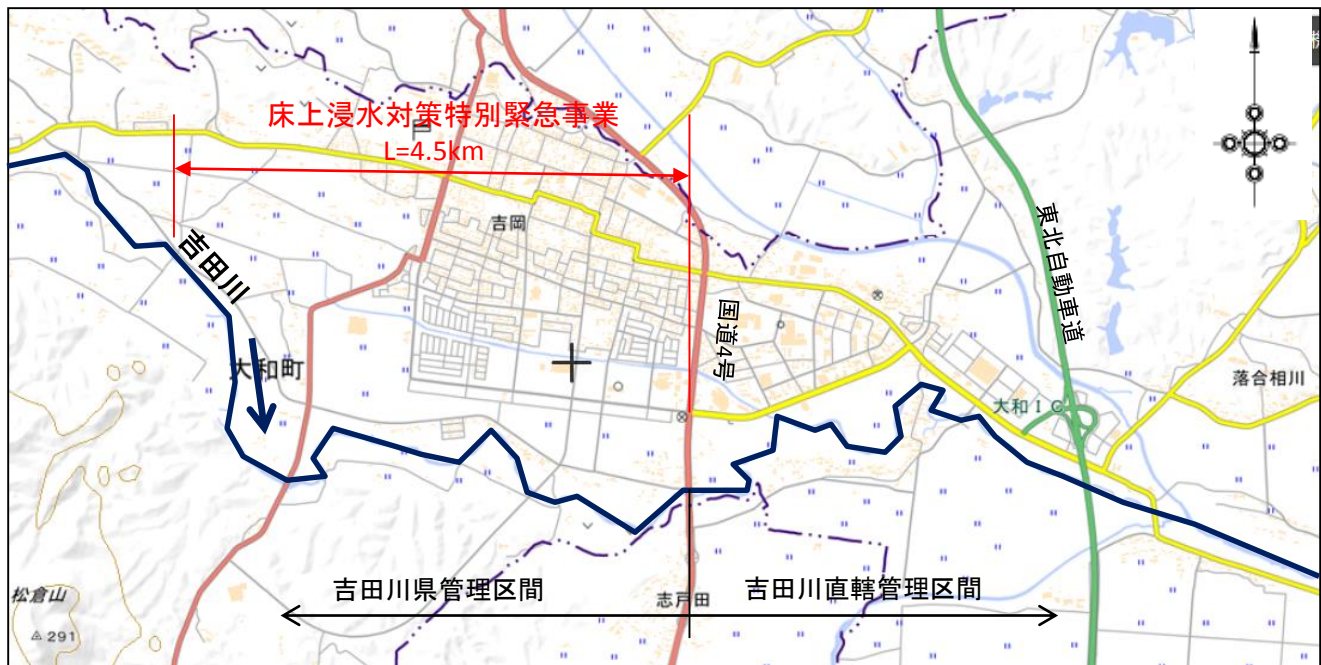 床上浸水対策特別緊急事業
L=4.5km
吉岡
吉田川
東北自動車道
国道4号
大和町
落合相川
大和IC
吉田川県管理区間
吉田川直轄管理区間
志戸田
松倉山
291